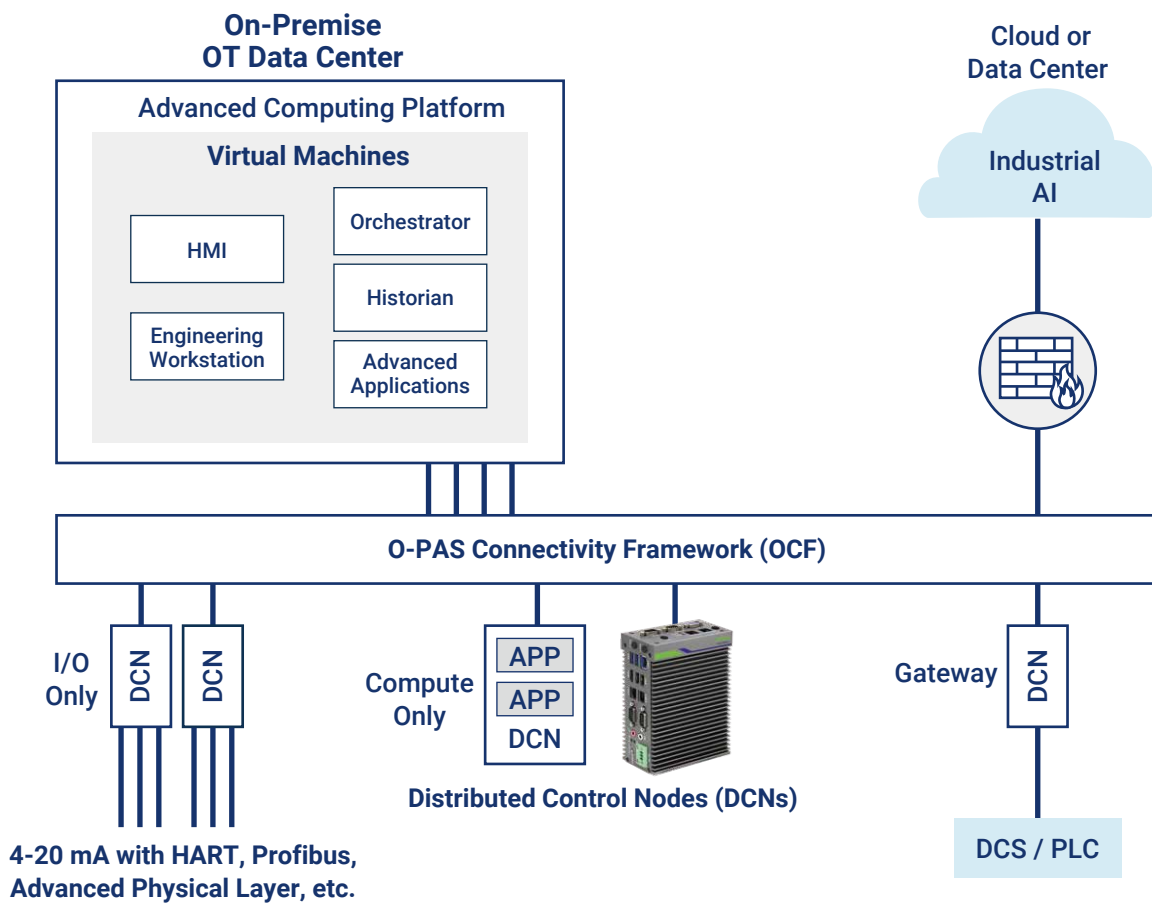 On-Premise
OT Data Center
Advanced Computing Platform
Virtual Machines
HMI
Engineering
Workstation
Orchestrator
Historian
Advanced
Applications
Cloud or
Data Center
Industrial
AI
O-PAS Connectivity Framework (OCF)
I/O
Only
DCN
DCN
Compute
Only
APP
APP
DCN
Distributed Control Nodes (DCNs)
Gateway
DCN
4-20 mA with HART, Profibus,
Advanced Physical Layer, etc.
DCS / PLC